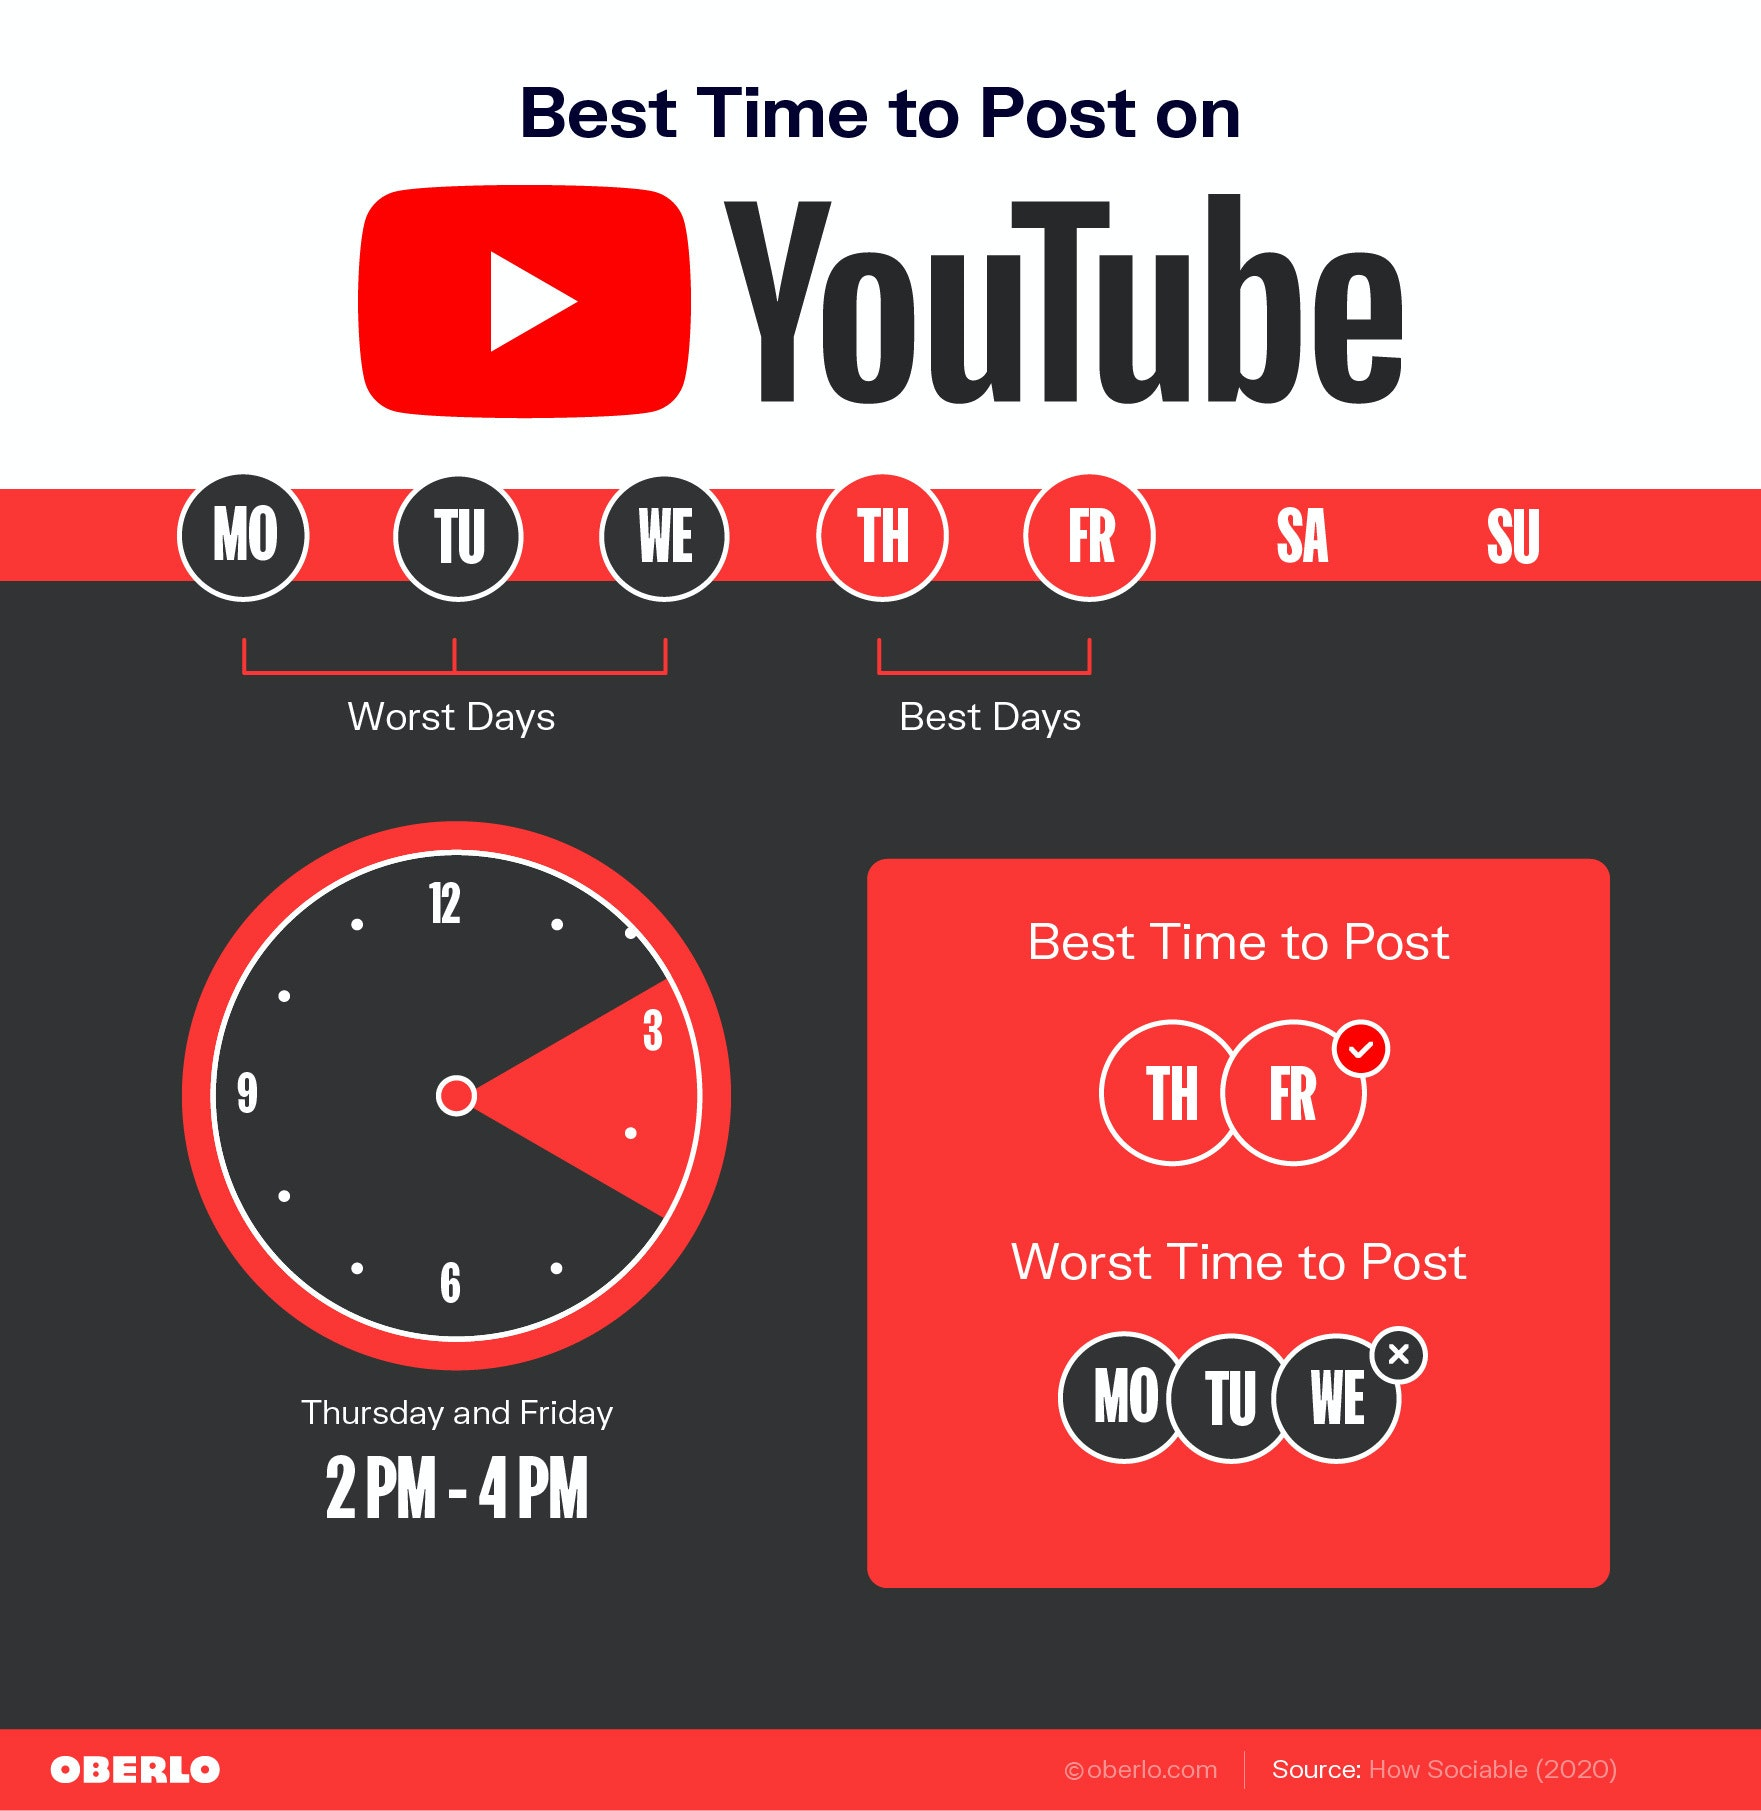 Best Time to Post on
YouTube
MO TU WE TH FR SA SU
Worst Days
Best Days
12
3
9
6
Thursday and Friday
2 PM - 4 PM
Best Time to Post
TH FR
Worst Time to Post
MO TU WE
OBERLO
©oberlo.com
Source: How Sociable (2020)